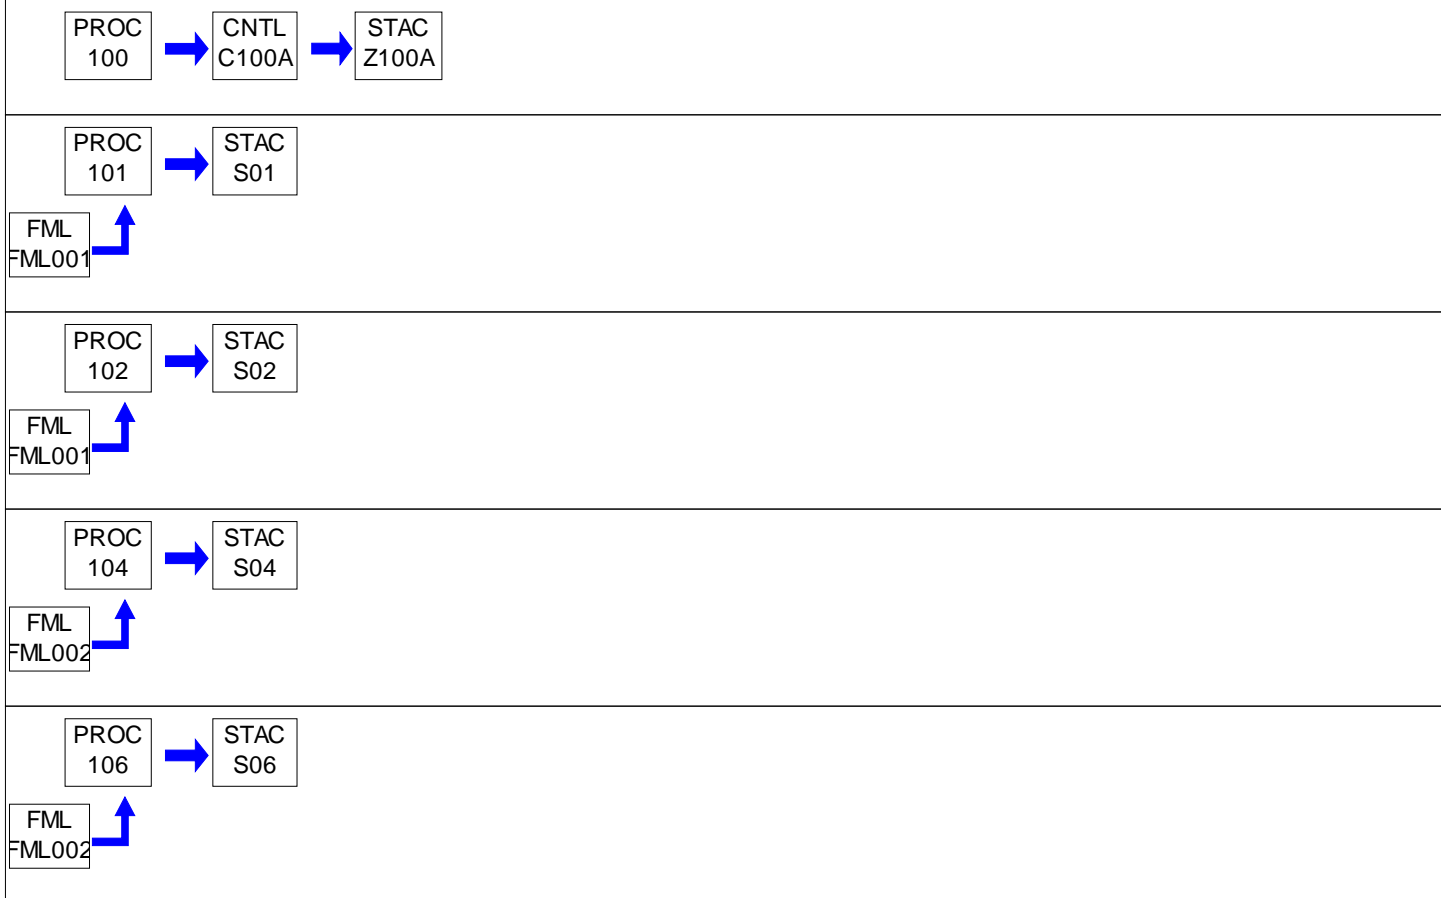 PROC CNTL STAC
100 C100A Z100A
PROC STAC
101 S01
FML
FML001
PROC STAC
102 S02
FML
FML001
PROC STAC
104 S04
FML
FML002
PROC STAC
106 S06
FML
FML002